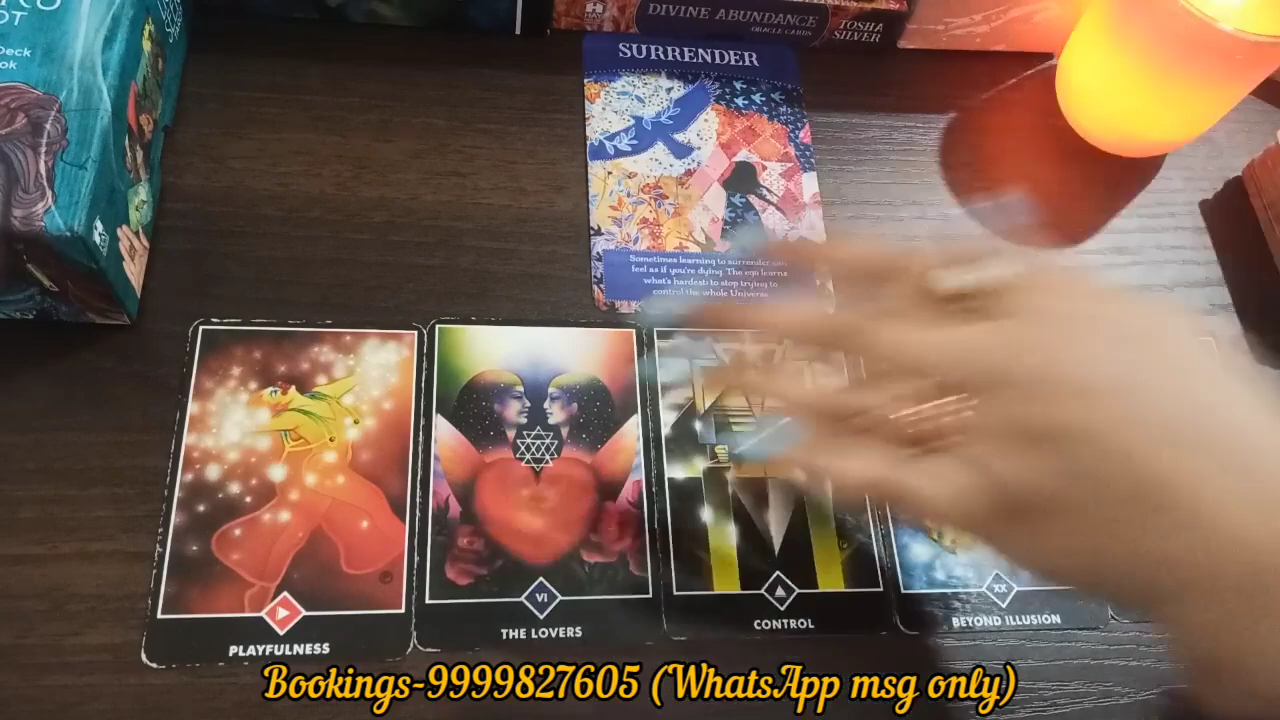 OT
Deck
DIVINE ABUNDANCE
ORACLE CARDS
TOSHA
SILVER
HAY
SURRENDER
Sometimes learning to surrender can
feel as if you're dying. The ego learns
what's hardest: to stop trying to
control the whole Universe
PLAYFULNESS
VI
THE LOVERS
CONTROL
XX
BEYOND ILLUSION
Bookings-9999827605 (WhatsApp msg only)